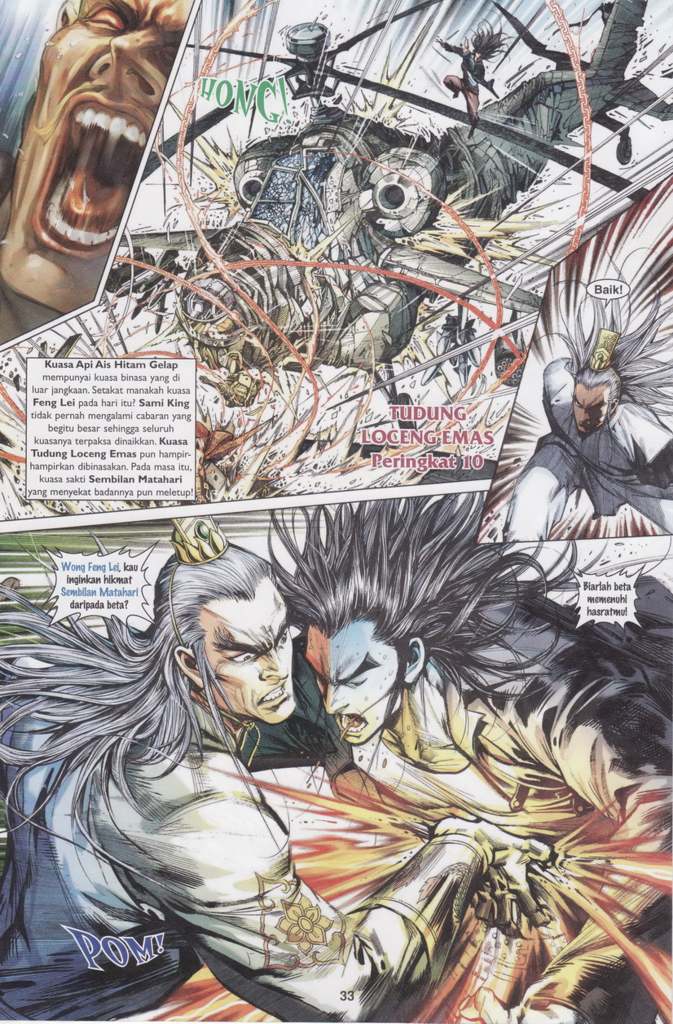 HONG!
Baik!
Kuasa Api Ais Hitam Gelap
mempunyai kuasa binasa yang di
luar jangkaan. Setakat manakah kuasa
Feng Lei pada hari itu? Sami King
tidak pernah mengalami cabaran yang
begitu besar sehingga seluruh
kuasanya terpaksa dinaikkan. Kuasa
Tudung Loceng Emas pun hampir-
hampirkan dibinasakan. Pada masa itu,
kuasa sakti Sembilan Matahari
yang menyekat badannya pun meletup!
TUDUNG
LOCENG EMAS
Peringkat 10
Wong Feng Lei, kau
inginkan hikmat
Sembilan Matahari
daripada beta?
Biarlah beta
memenuhi
hasratmu!
POM!
33